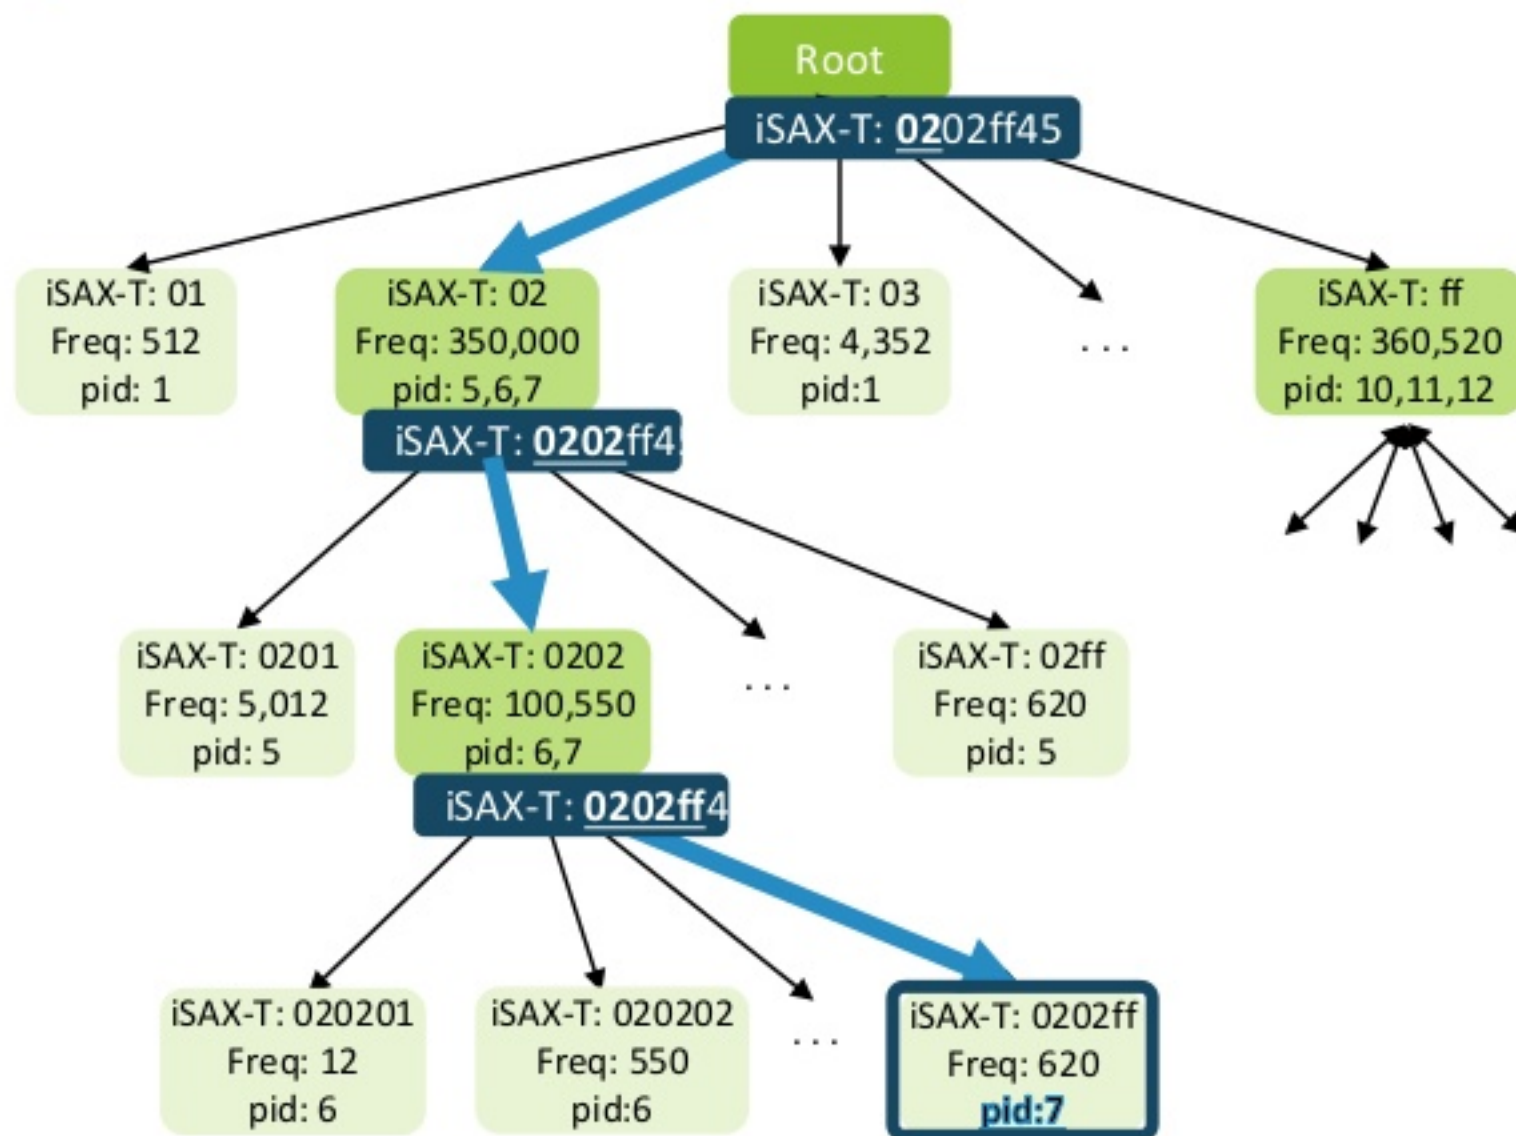 Root
iSAX-T: 0202ff45
iSAX-T: 01
Freq: 512
pid: 1
iSAX-T: 02
Freq: 350,000
pid: 5,6,7
iSAX-T: 03
Freq: 4,352
pid:1
...
iSAX-T: ff
Freq: 360,520
pid: 10,11,12
iSAX-T: 0202ff4
iSAX-T: 0201
Freq: 5,012
pid: 5
iSAX-T: 0202
Freq: 100,550
pid: 6,7
...
iSAX-T: 02ff
Freq: 620
pid: 5
iSAX-T: 0202ff4
iSAX-T: 020201
Freq: 12
pid: 6
iSAX-T: 020202
Freq: 550
pid:6
...
iSAX-T: 0202ff
Freq: 620
pid:7